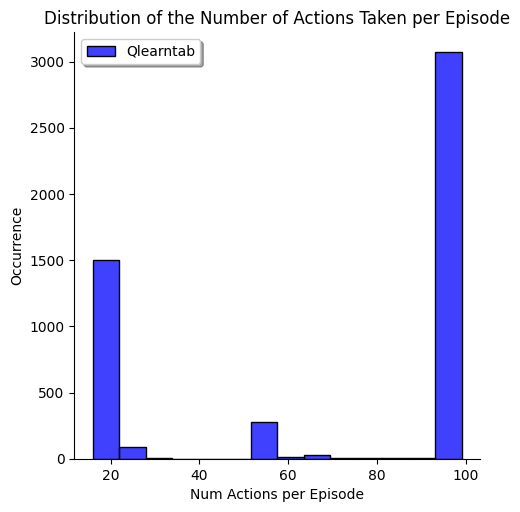 Distribution of the Number of Actions Taken per Episode
Qlearntab
3000
2500
2000
1500
1000
500
0
Occurrence
20 40 60 80 100
Num Actions per Episode